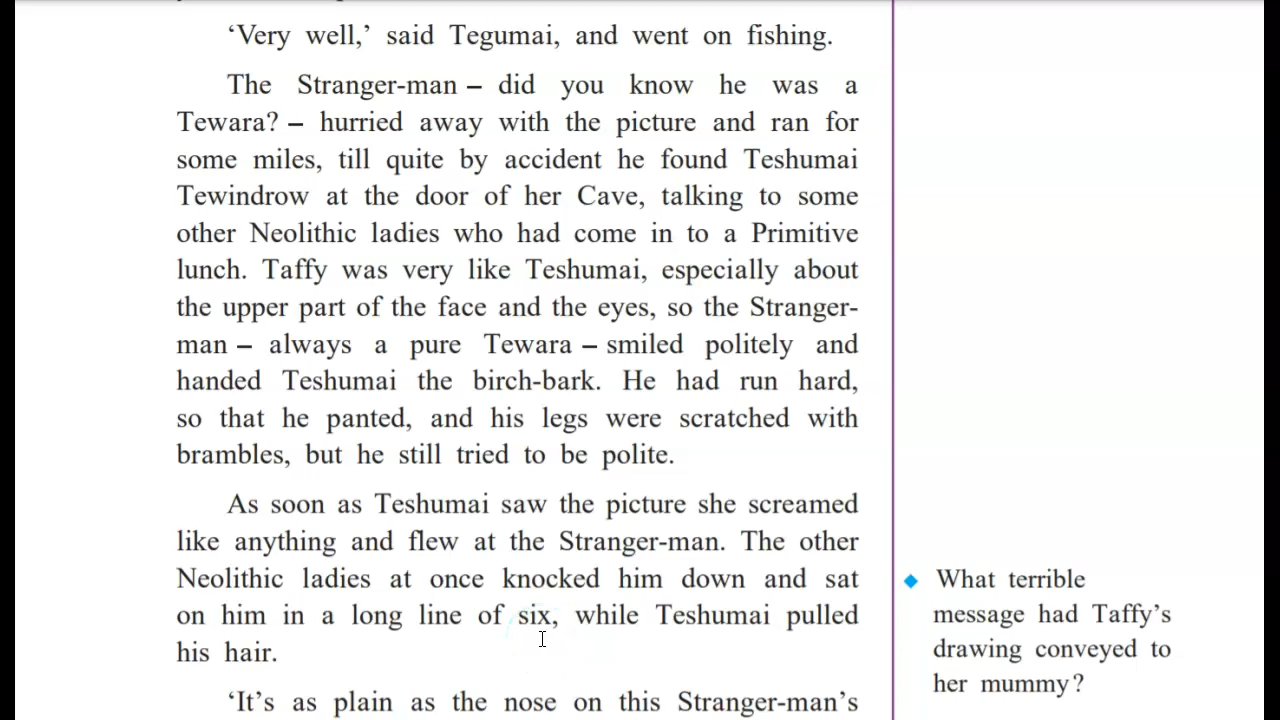 ‘Very well,’ said Tegumai, and went on fishing.
The Stranger-man – did you know he was a
Tewara? – hurried away with the picture and ran for
some miles, till quite by accident he found Teshumai
Tewindrow at the door of her Cave, talking to some
other Neolithic ladies who had come in to a Primitive
lunch. Taffy was very like Teshumai, especially about
the upper part of the face and the eyes, so the Stranger-
man – always a pure Tewara – smiled politely and
handed Teshumai the birch-bark. He had run hard,
so that he panted, and his legs were scratched with
brambles, but he still tried to be polite.
As soon as Teshumai saw the picture she screamed
like anything and flew at the Stranger-man. The other
Neolithic ladies at once knocked him down and sat
on him in a long line of six, while Teshumai pulled
his hair.
‘It’s as plain as the nose on this Stranger-man’s
What terrible
message had Taffy’s
drawing conveyed to
her mummy?